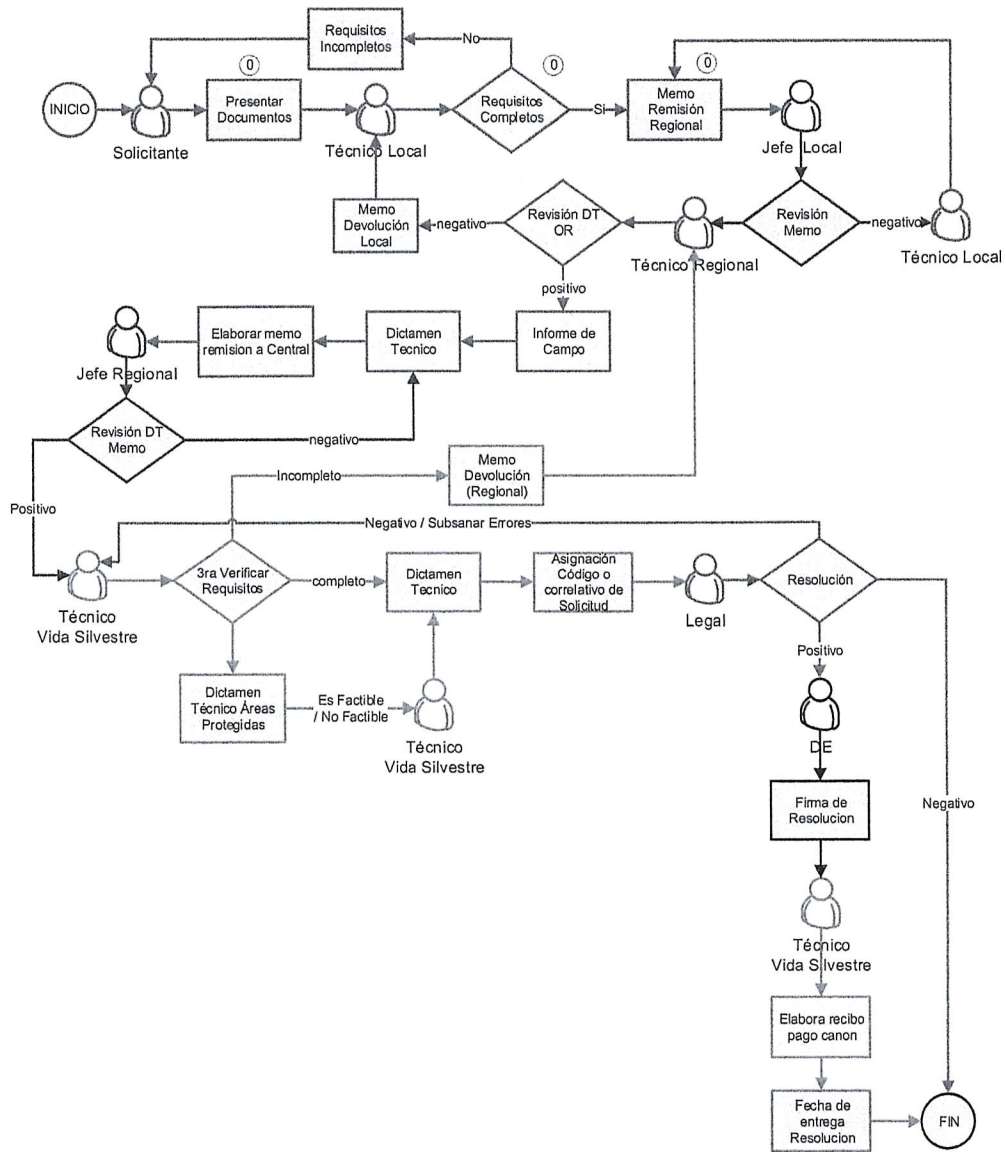 Requisitos
Incompletos
No
0
0
0
INICIO
Presentar
Documentos
Requisitos
Completos
Si
Memo
Remisión
Regional
Solicitante
Técnico Local
Jefe Local
Memo
Devolución
Local
negativo
Revisión DT
OR
Técnico Regional
Revisión
Memo
negativo
Técnico Local
positivo
Elaborar memo
remision a Central
Dictamen
Tecnico
Informe de
Campo
Jefe Regional
Revisión DT
Memo
negativo
Positivo
Incompleto
Memo
Devolución
(Regional)
Negativo / Subsanar Errores
3ra Verificar
Requisitos
completo
Dictamen
Tecnico
Asignación
Código o
correlativo de
Solicitud
Legal
Resolución
Técnico
Vida Silvestre
Positivo
Dictamen
Técnico Áreas
Protegidas
Es Factible
/ No Factible
Técnico
Vida Silvestre
DE
Firma de
Resolucion
Negativo
Técnico
Vida Silvestre
Elabora recibo
pago canon
Fecha de
entrega
Resolucion
FIN